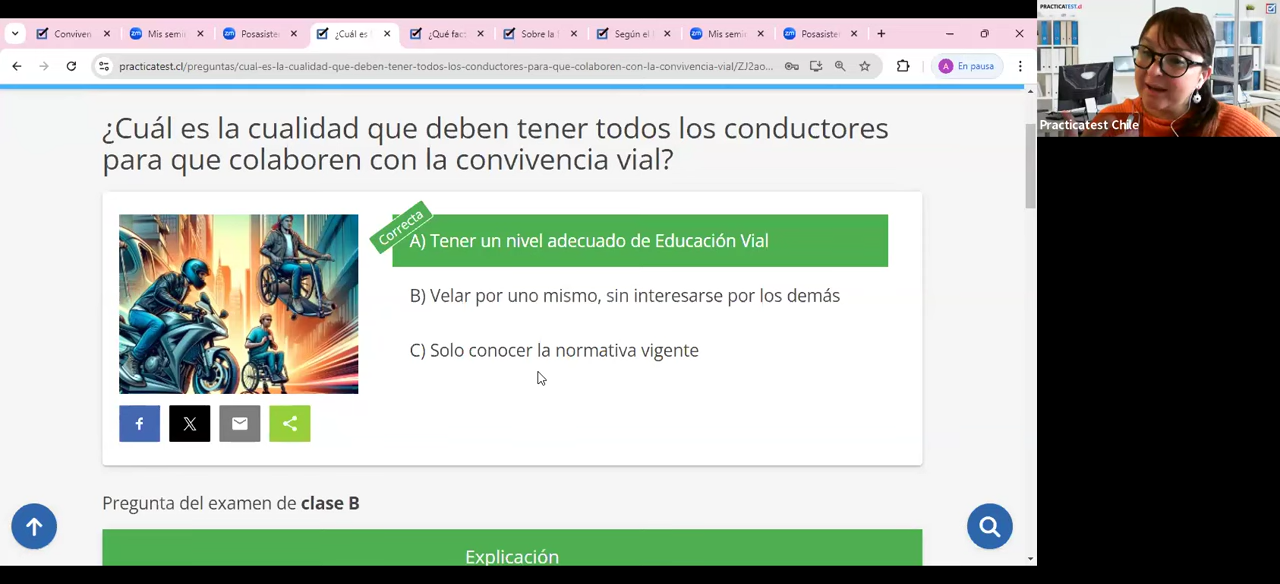 Conviven
Mis semi
Posasiste
¿Cuál es
¿Qué fac
Sobre la
Según el
Mis semi
Posasiste
practicatest.cl/preguntas/cual-es-la-cualidad-que-deben-tener-todos-los-conductores-para-que-colaboren-con-la-convivencia-vial/ZJ2ao...
A
En pausa
PRACTICATEST.cl
Practicatest Chile
¿Cuál es la cualidad que deben tener todos los conductores
para que colaboren con la convivencia vial?
Correcta
A) Tener un nivel adecuado de Educación Vial
B) Velar por uno mismo, sin interesarse por los demás
C) Solo conocer la normativa vigente
Pregunta del examen de clase B
Explicación